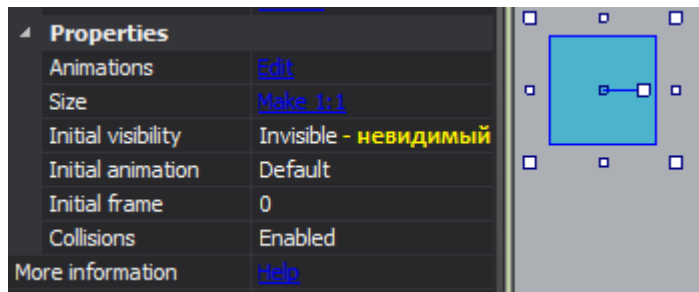 Properties
Animations Edit
Size Make 1:1
Initial visibility Invisible - невидимый
Initial animation Default
Initial frame 0
Collisions Enabled
More information Help